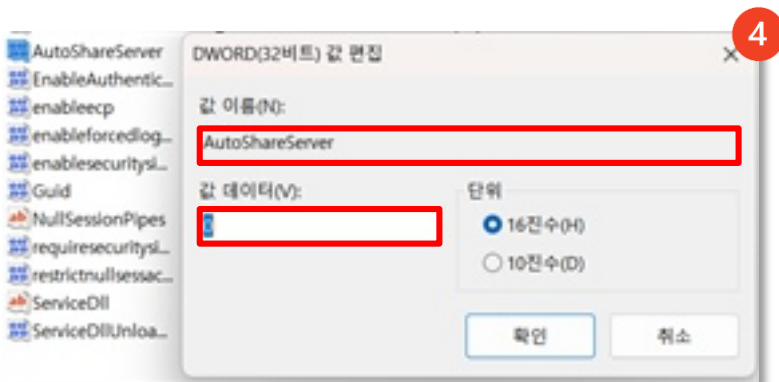 4
AutoShareServer
EnableAuthentic...
enableecp
enableforcedlog...
enablesecuritysi...
Guid
NullSessionPipes
requiresecuritysi...
restrictnullsessac...
ServiceDll
ServiceDllUnloa...
DWORD(32비트) 값 편집
값 이름(N):
AutoShareServer
값 데이터(V):
0
단위
16진수(H)
10진수(D)
확인
취소